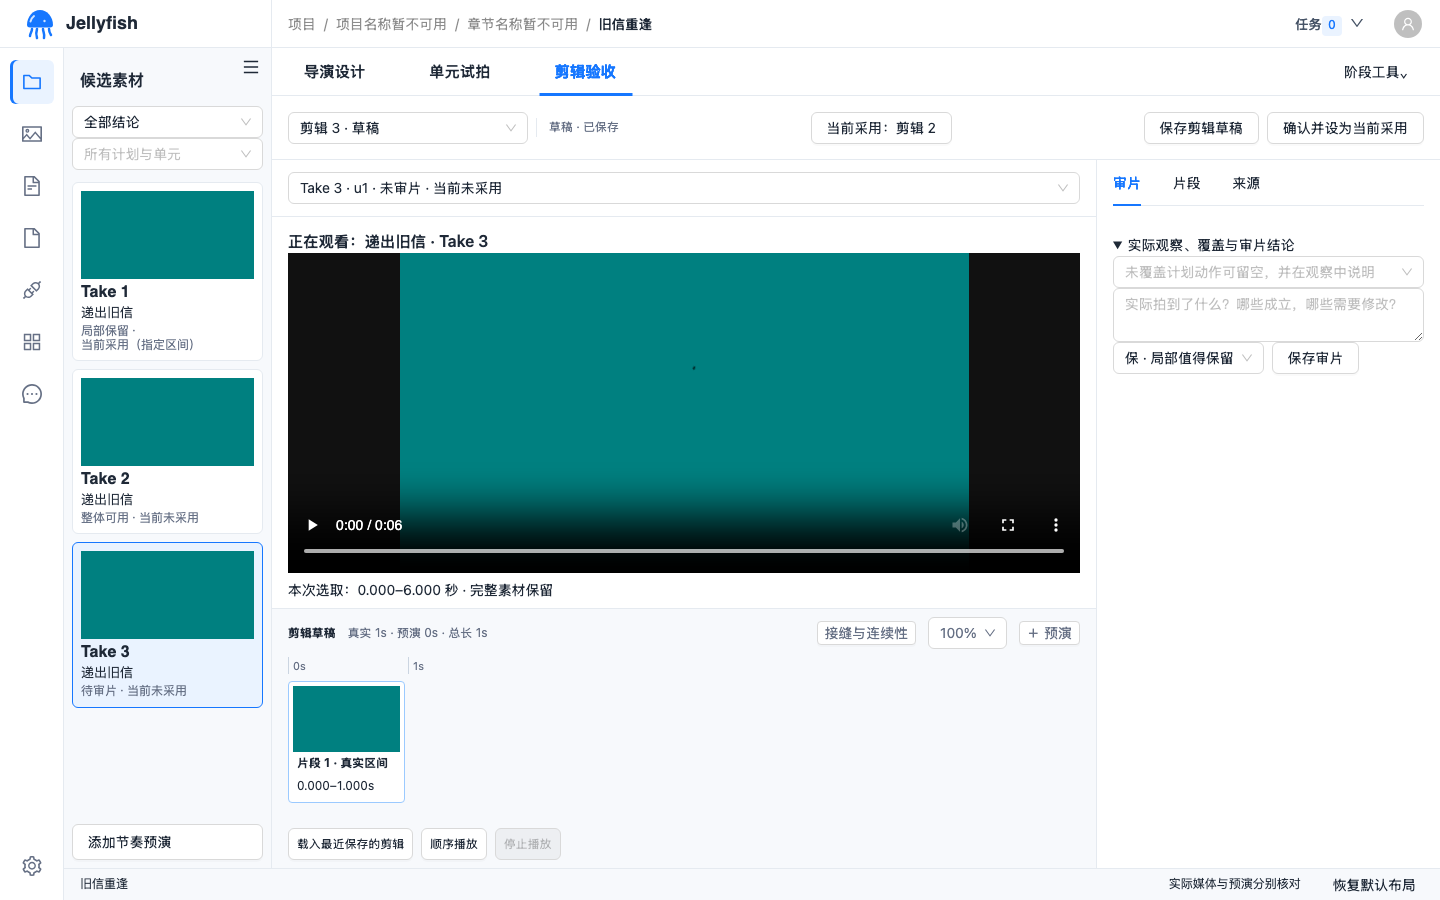 Jellyfish
项目 / 项目名称暂不可用 / 章节名称暂不可用 / 旧信重逢
任务 0
候选素材
全部结论
所有计划与单元
Take 1
递出旧信
局部保留 ·
当前采用（指定区间）
Take 2
递出旧信
整体可用 · 当前未采用
Take 3
递出旧信
待审片 · 当前未采用
添加节奏预演
导演设计
单元试拍
剪辑验收
阶段工具
剪辑 3 · 草稿
草稿 · 已保存
当前采用：剪辑 2
保存剪辑草稿
确认并设为当前采用
Take 3 · u1 · 未审片 · 当前未采用
正在观看：递出旧信 · Take 3
0:00 / 0:06
本次选取：0.000–6.000 秒 · 完整素材保留
剪辑草稿 真实 1s · 预演 0s · 总长 1s
接缝与连续性
100%
+ 预演
0s
1s
片段 1 · 真实区间
0.000–1.000s
载入最近保存的剪辑
顺序播放
停止播放
审片
片段
来源
▼ 实际观察、覆盖与审片结论
未覆盖计划动作可留空，并在观察中说明
实际拍到了什么？哪些成立，哪些需要修改？
保 · 局部值得保留
保存审片
旧信重逢
实际媒体与预演分别核对
恢复默认布局